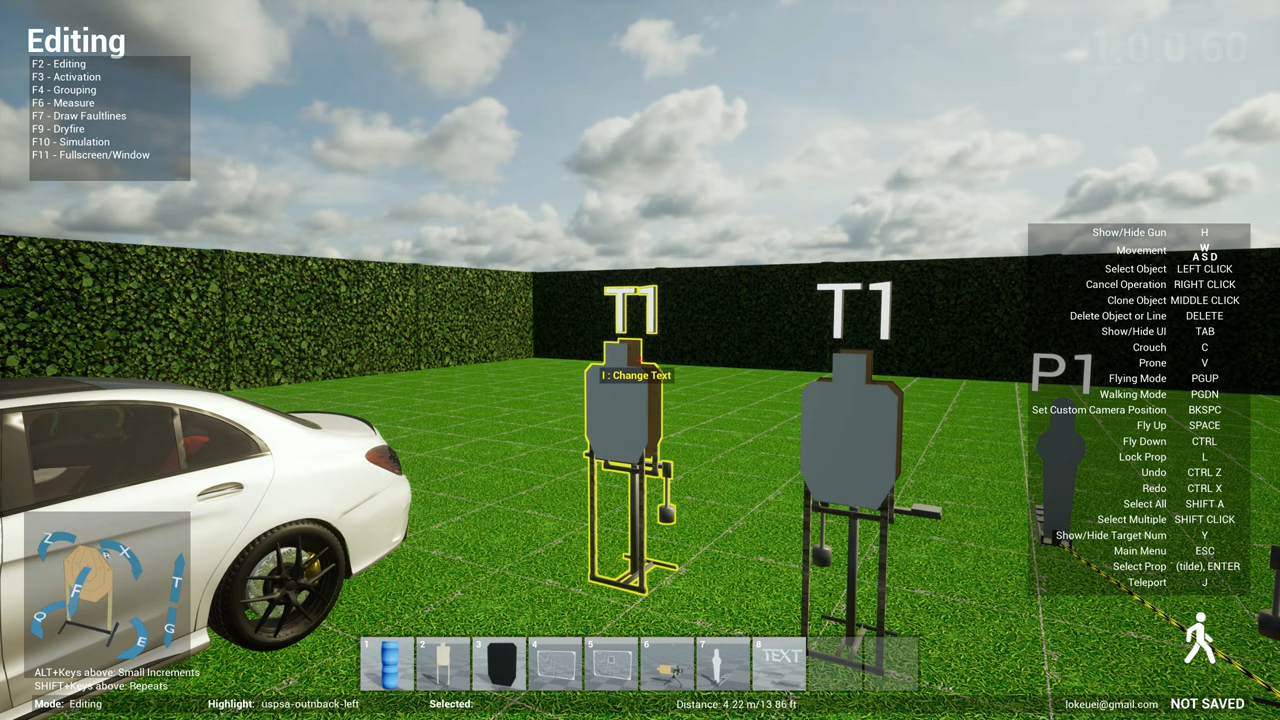 Editing
F2 - Editing
F3 - Activation
F4 - Grouping
F6 - Measure
F7 - Draw Faultlines
F9 - Dryfire
F10 - Simulation
F11 - Fullscreen/Window
1.0.0.60
T1
T1
P1
I : Change Text
Show/Hide Gun H
Movement W
A S D
Select Object LEFT CLICK
Cancel Operation RIGHT CLICK
Clone Object MIDDLE CLICK
Delete Object or Line DELETE
Show/Hide UI TAB
Crouch C
Prone V
Flying Mode PGUP
Walking Mode PGDN
Set Custom Camera Position BKSPC
Fly Up SPACE
Fly Down CTRL
Lock Prop L
Undo CTRL Z
Redo CTRL X
Select All SHIFT A
Select Multiple SHIFT CLICK
Show/Hide Target Num Y
Main Menu ESC
Select Prop `(tilde), ENTER
Teleport J
Z
R
X
F
T
Q
E
G
1
2
3
4
5
6
7
8
TEXT
ALT+Keys above: Small Increments
SHIFT+Keys above: Repeats
Mode: Editing
Highlight: uspsa-outnback-left
Selected:
Distance: 4.22 m/13.86 ft
lokeuei@gmail.com
NOT SAVED